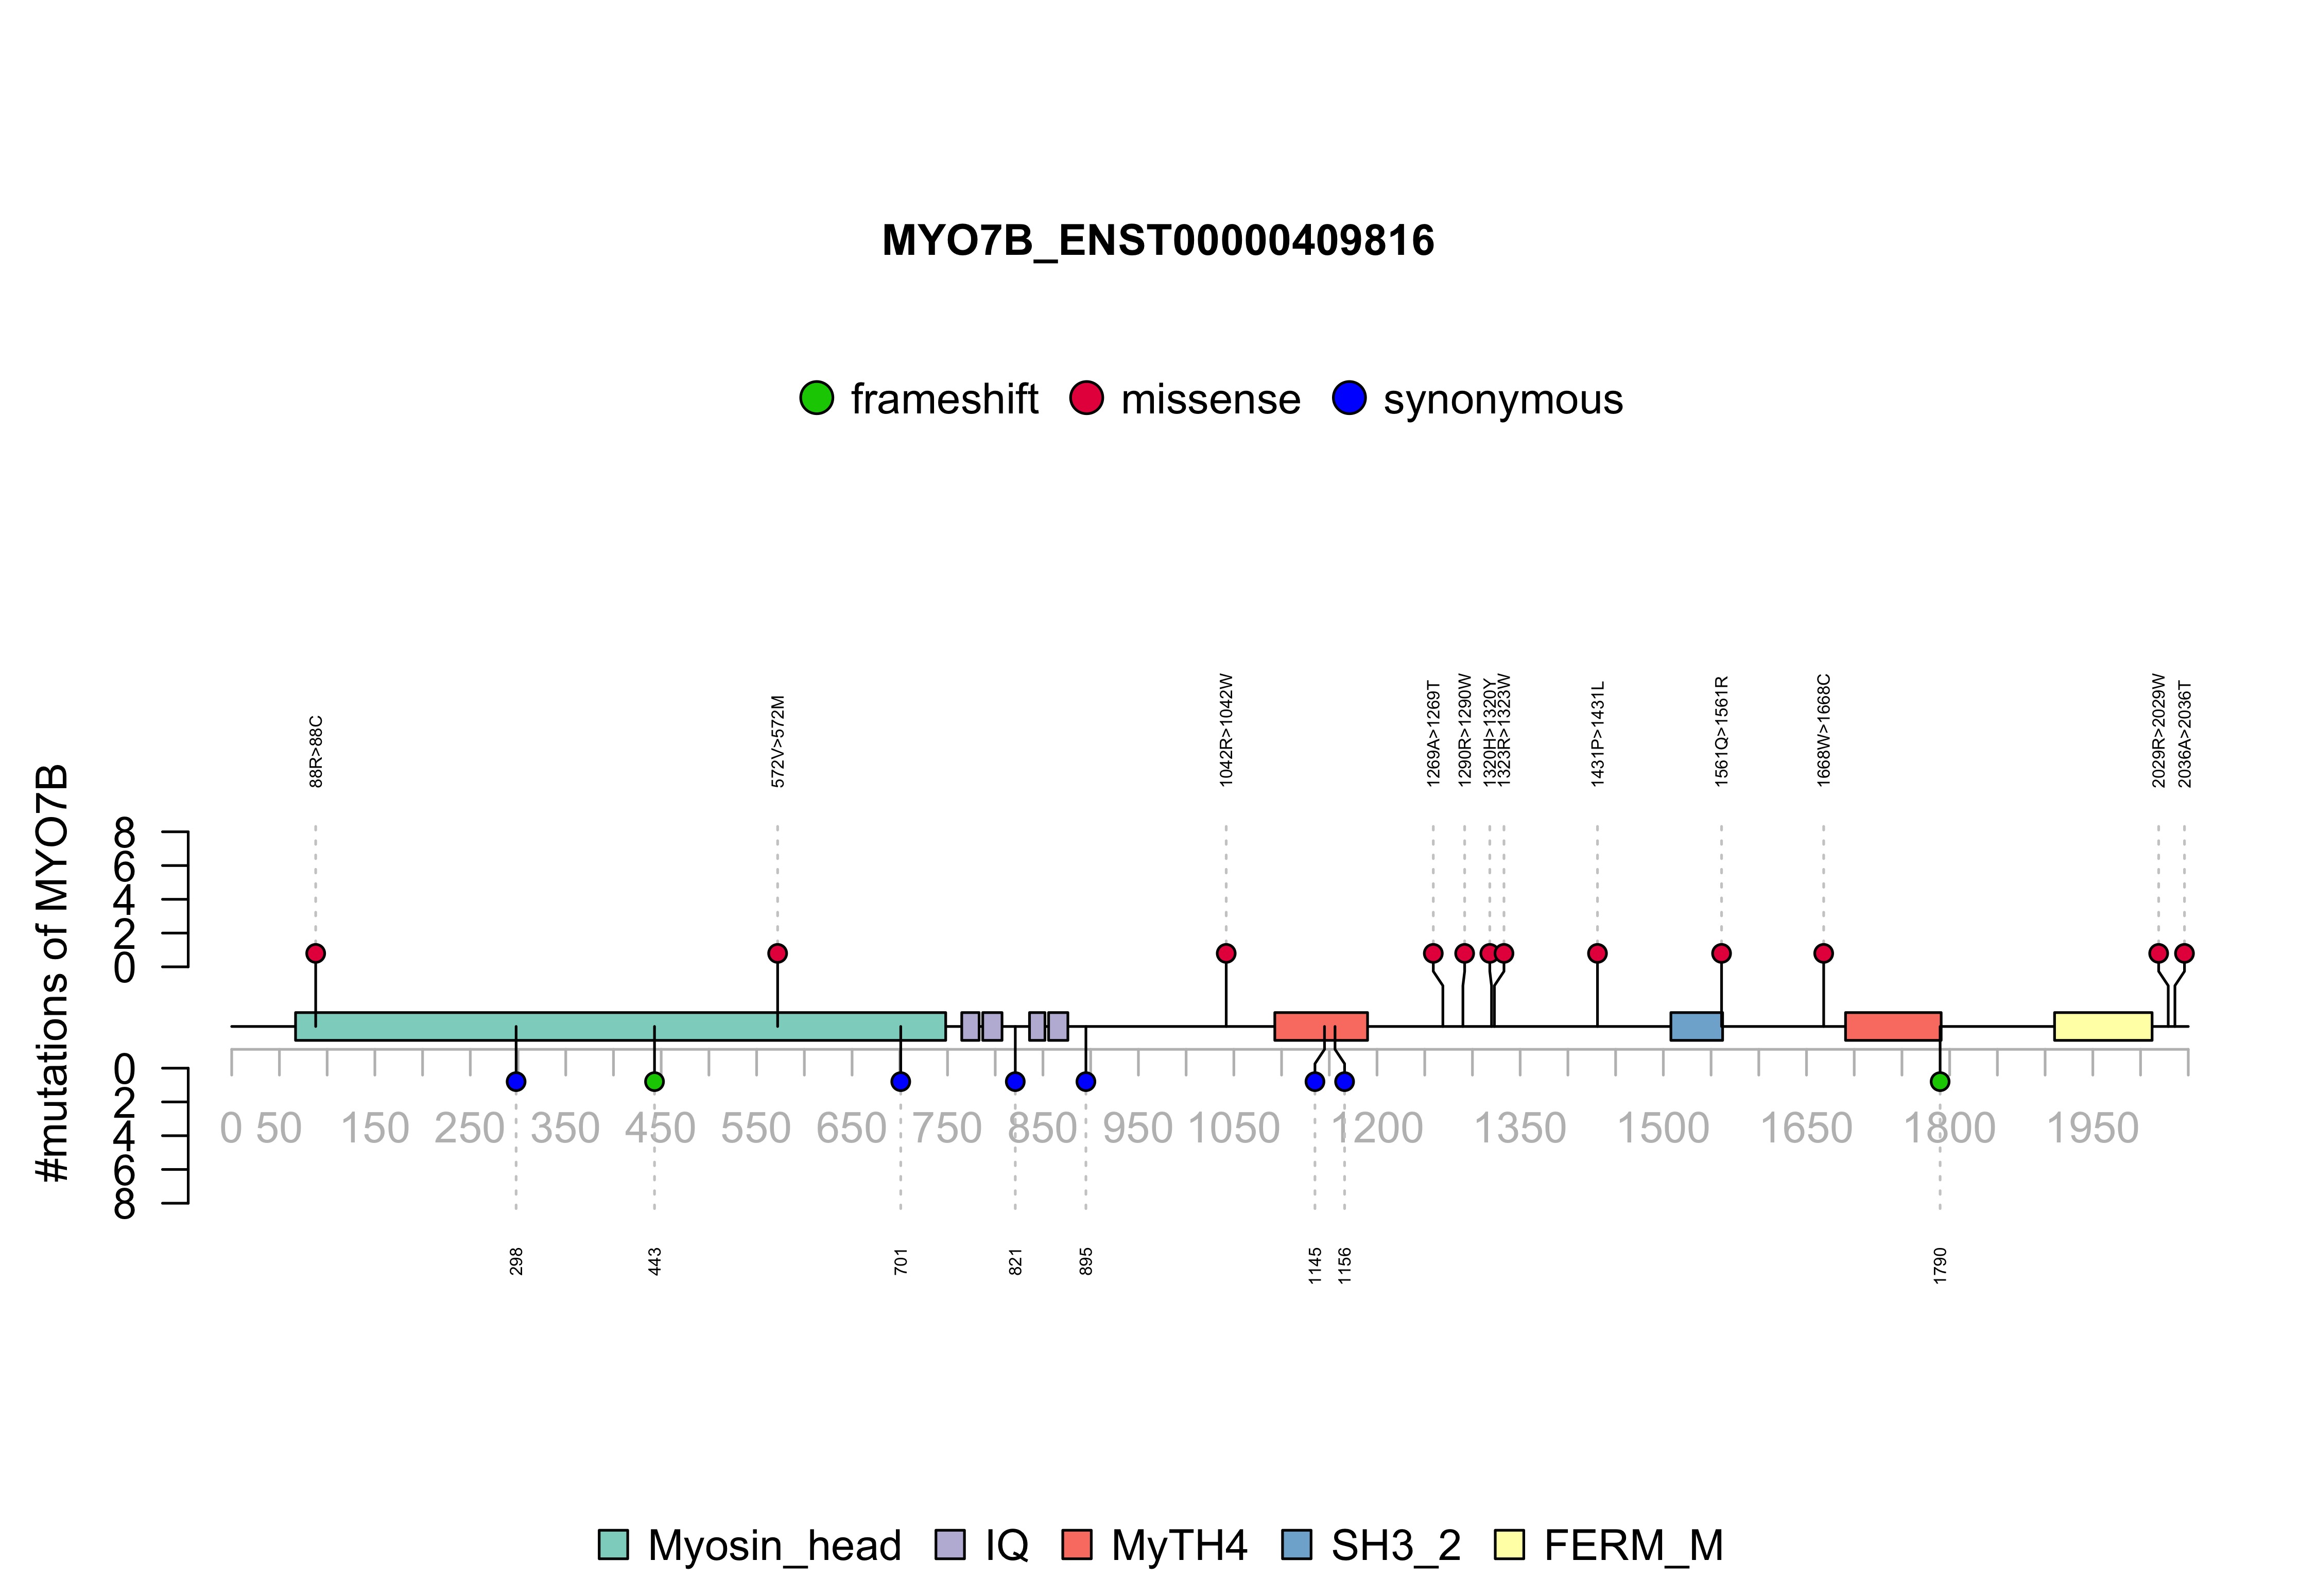 MYO7B_ENST00000409816
frameshift missense synonymous
88R>88C
572V>572M
1042R>1042W
1269A>1269T
1290R>1290W
1320H>1320Y
1323R>1323W
1431P>1431L
1561Q>1561R
1668W>1668C
2029R>2029W
2036A>2036T
#mutations of MYO7B
8
6
4
2
0
0
2
4
6
8
0 50 150 250 350 450 550 650 750 850 950 1050 1200 1350 1500 1650 1800 1950
298
443
701
821
895
1145
1156
1790
Myosin_head IQ MyTH4 SH3_2 FERM_M